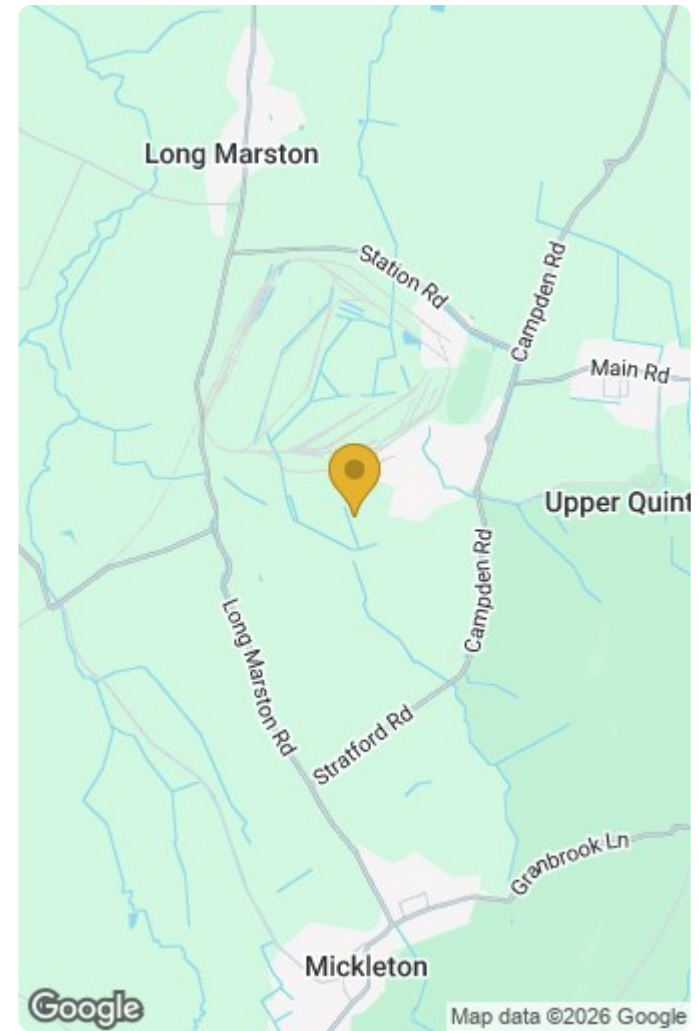 Long Marston
Station Rd
Campden Rd
Main Rd
Upper Quint
Campden Rd
Long Marston Rd
Stratford Rd
Granbrook Ln
Mickleton
Google
Map data ©2026 Google